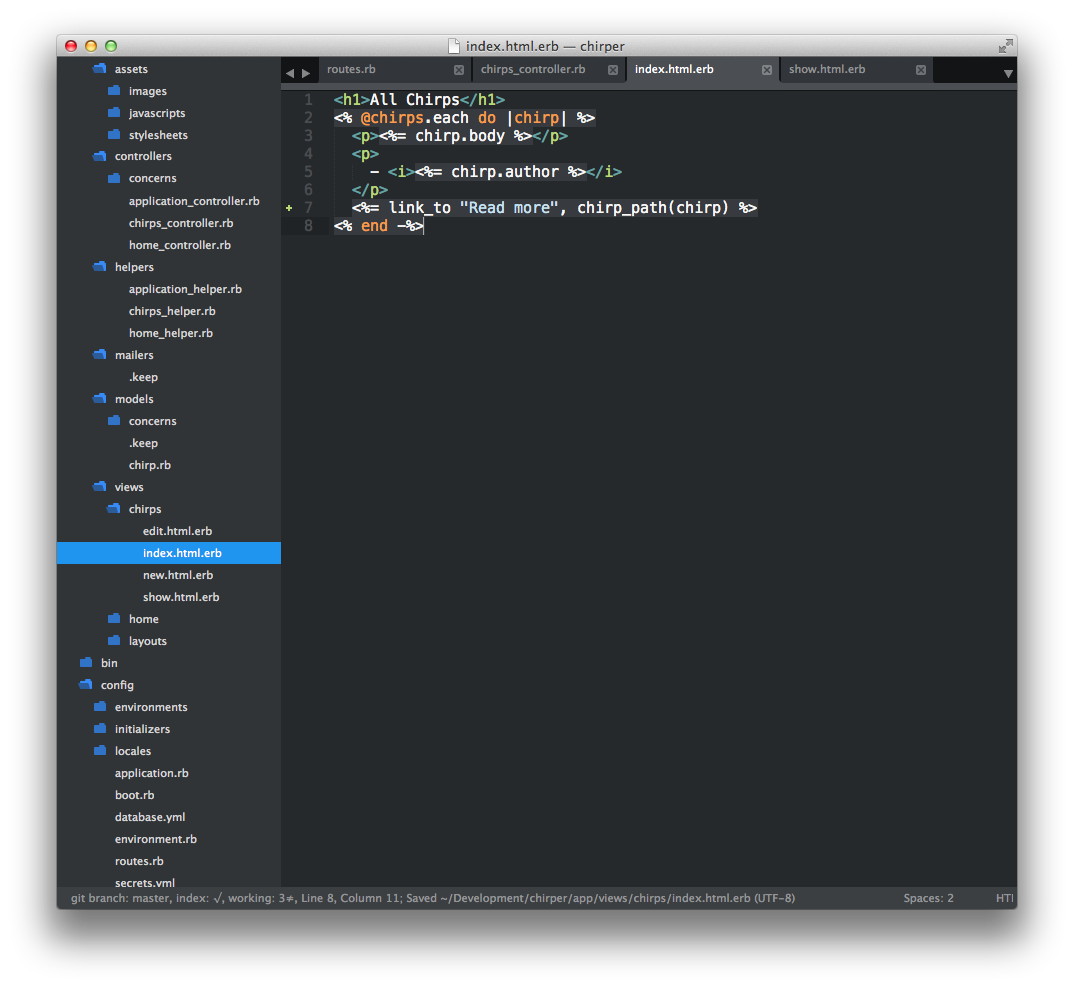 index.html.erb — chirper
assets
images
javascripts
stylesheets
controllers
concerns
application_controller.rb
chirps_controller.rb
home_controller.rb
helpers
application_helper.rb
chirps_helper.rb
home_helper.rb
mailers
.keep
models
concerns
.keep
chirp.rb
views
chirps
edit.html.erb
index.html.erb
new.html.erb
show.html.erb
home
layouts
bin
config
environments
initializers
locales
application.rb
boot.rb
database.yml
environment.rb
routes.rb
secrets.yml
routes.rb chirps_controller.rb index.html.erb show.html.erb
1 <h1>All Chirps</h1>
2 <% @chirps.each do |chirp| %>
3 <p><%= chirp.body %></p>
4 <p>
5 - <i><%= chirp.author %></i>
6 </p>
7 <%= link_to "Read more", chirp_path(chirp) %>
8 <% end -%>
git branch: master, index: √, working: 3≠, Line 8, Column 11; Saved ~/Development/chirper/app/views/chirps/index.html.erb (UTF-8) Spaces: 2